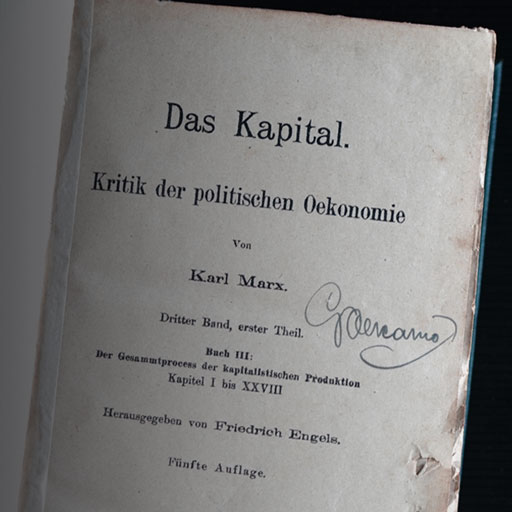 Das Kapital.
Kritik der politischen Oekonomie
Von
Karl Marx.
Dritter Band, erster Theil.
Buch III:
Der Gesammtprocess der kapitalistischen Produktion
Kapitel I bis XXVIII
Herausgegeben von Friedrich Engels.
Fünfte Auflage.